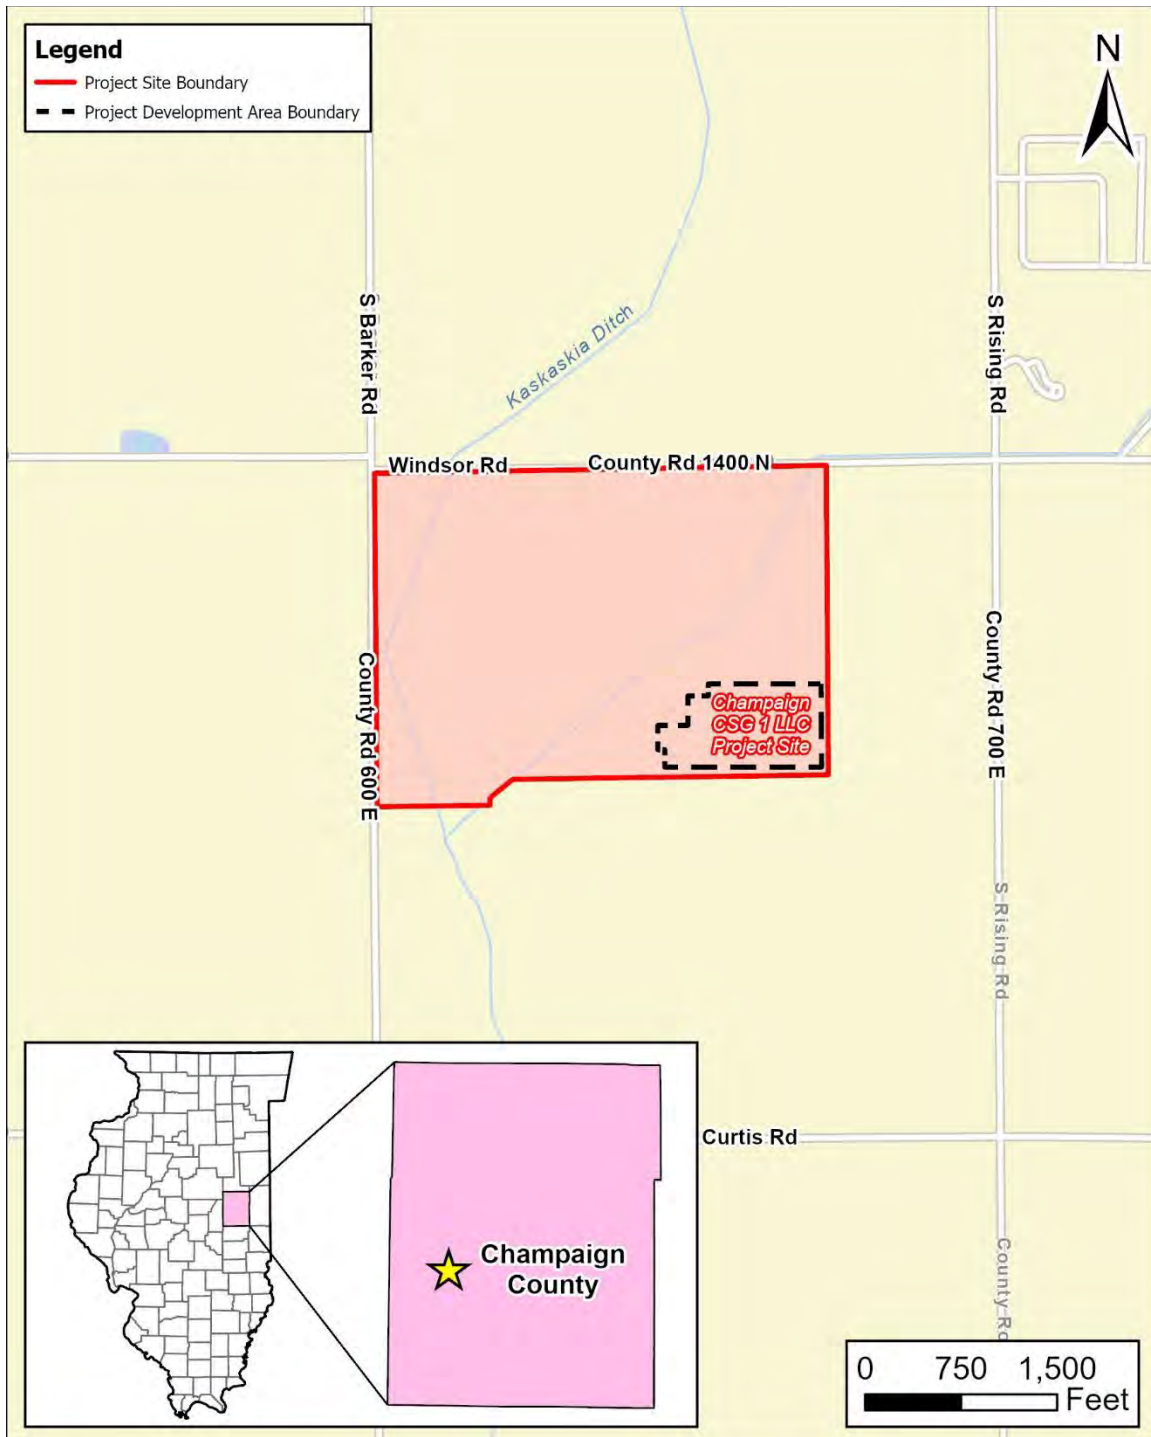 Legend
Project Site Boundary
Project Development Area Boundary
N
S Barker Rd
S Rising Rd
Kaskaskia Ditch
Windsor Rd
County Rd 1400 N
County Rd 600 E
County Rd 700 E
Champaign
CSG 1 LLC
Project Site
S Rising Rd
Curtis Rd
County Rd
Champaign
County
0 750 1,500
Feet